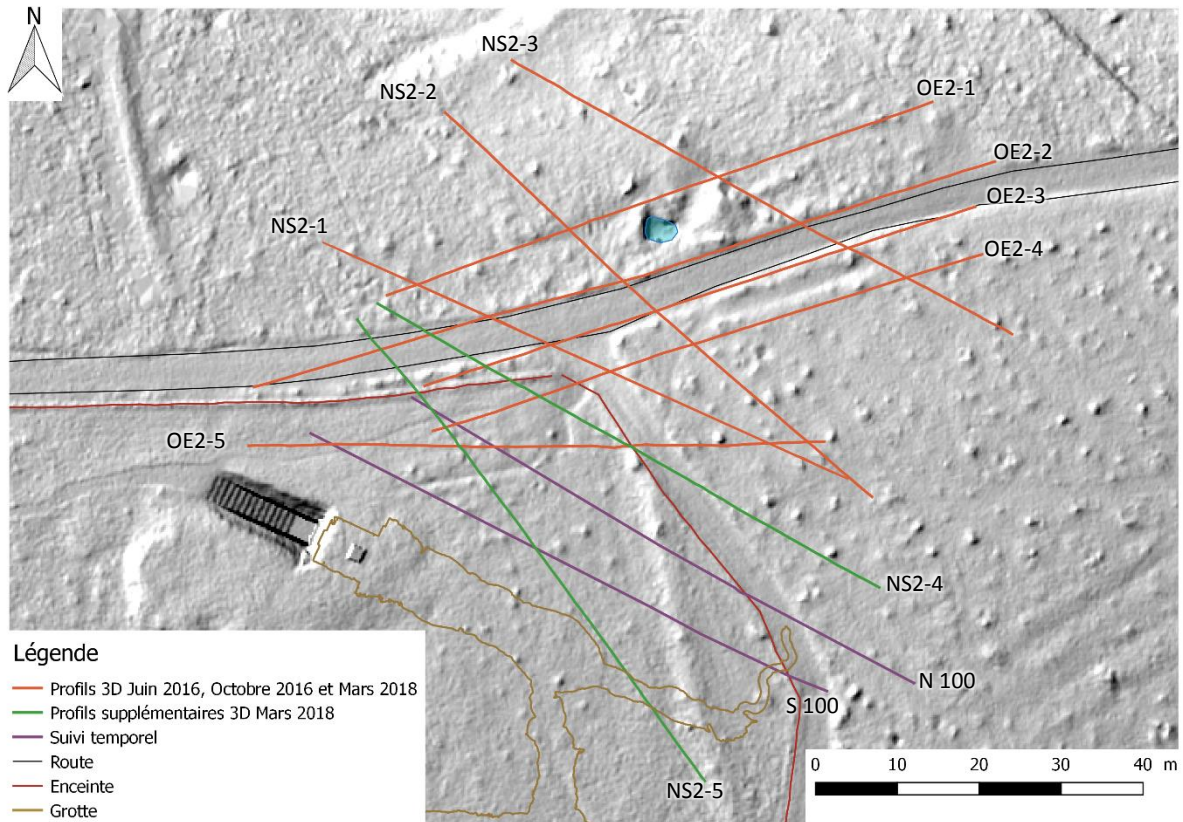 N
NS2-3
NS2-2
OE2-1
OE2-2
OE2-3
NS2-1
OE2-4
OE2-5
NS2-4
N 100
S 100
NS2-5
Légende
Profils 3D Juin 2016, Octobre 2016 et Mars 2018
Profils supplémentaires 3D Mars 2018
Suivi temporel
Route
Enceinte
Grotte
0 10 20 30 40 m